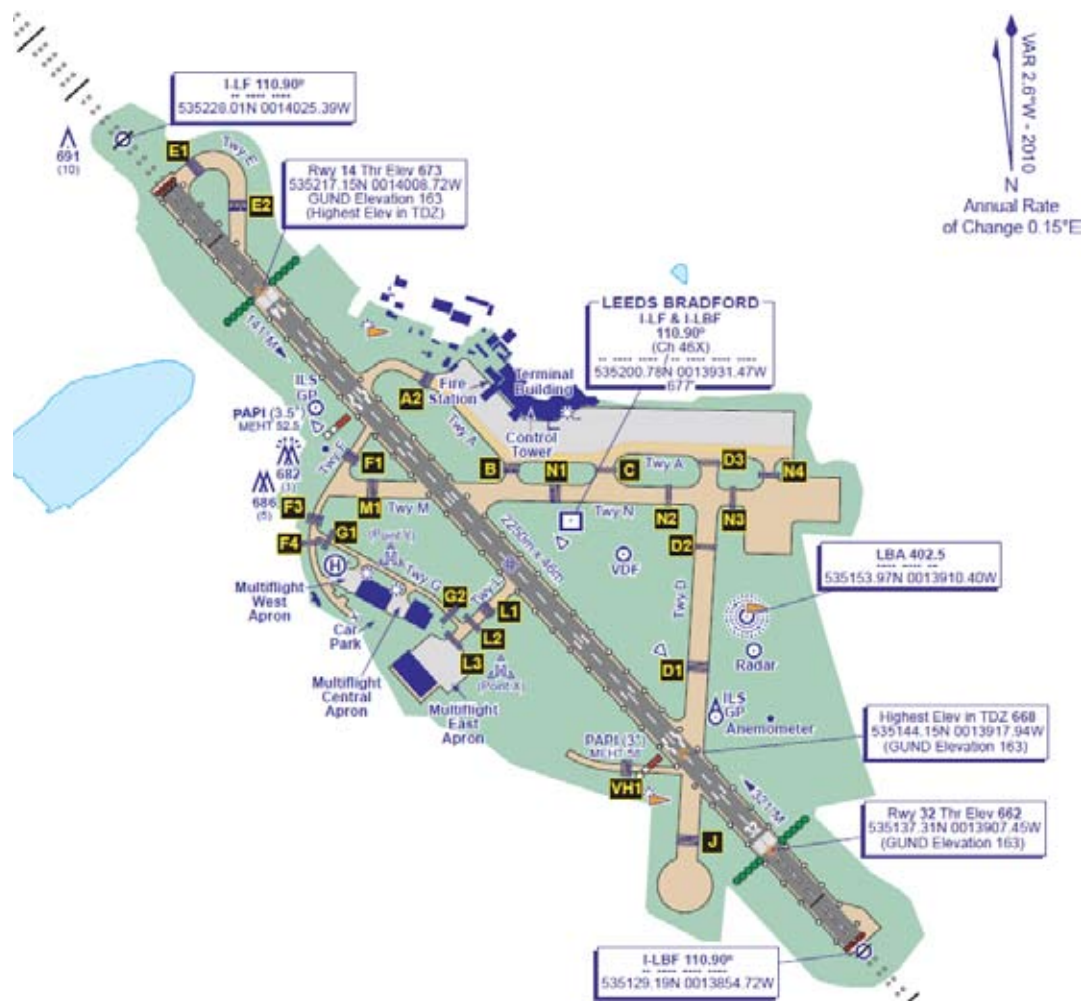 I-LF 110.90º
535228.01N 0014025.39W
691
(10)
E1
Twy E
E2
Rwy 14 Thr Elev 673
535217.15N 0014008.72W
GUND Elevation 163
(Highest Elev in TDZ)
VAR 2.6°W - 2010
N
Annual Rate
of Change 0.15°E
141°M
LEEDS BRADFORD
I-LF & I-LBF
110.90º
(Ch 46X)
535200.78N 0013931.47W
677'
ILS
GP
PAPI (3.5°)
MEHT 52.5
A2
Fire
Station
Terminal
Building
Control
Tower
Twy A
Twy F
F1
682
686
(5)
B
N1
C
Twy A
D3
N4
F3
M1
Twy M
Twy N
N2
N3
F4
G1
(Point Y)
H
H
Twy G
2250m x 46m
VDF
D2
Twy D
LBA 402.5
535153.97N 0013910.40W
Multiflight
West
Apron
G2
Twy L
L1
L2
L3
Car
Park
H
(Point X)
Multiflight
Central
Apron
Multiflight
East
Apron
D1
Radar
ILS
GP
Anemometer
Highest Elev in TDZ 668
535144.15N 0013917.94W
(GUND Elevation 163)
PAPI (3°)
MEHT 56
VH1
321°M
32
Rwy 32 Thr Elev 662
535137.31N 0013907.45W
(GUND Elevation 163)
J
I-LBF 110.90º
535129.19N 0013854.72W